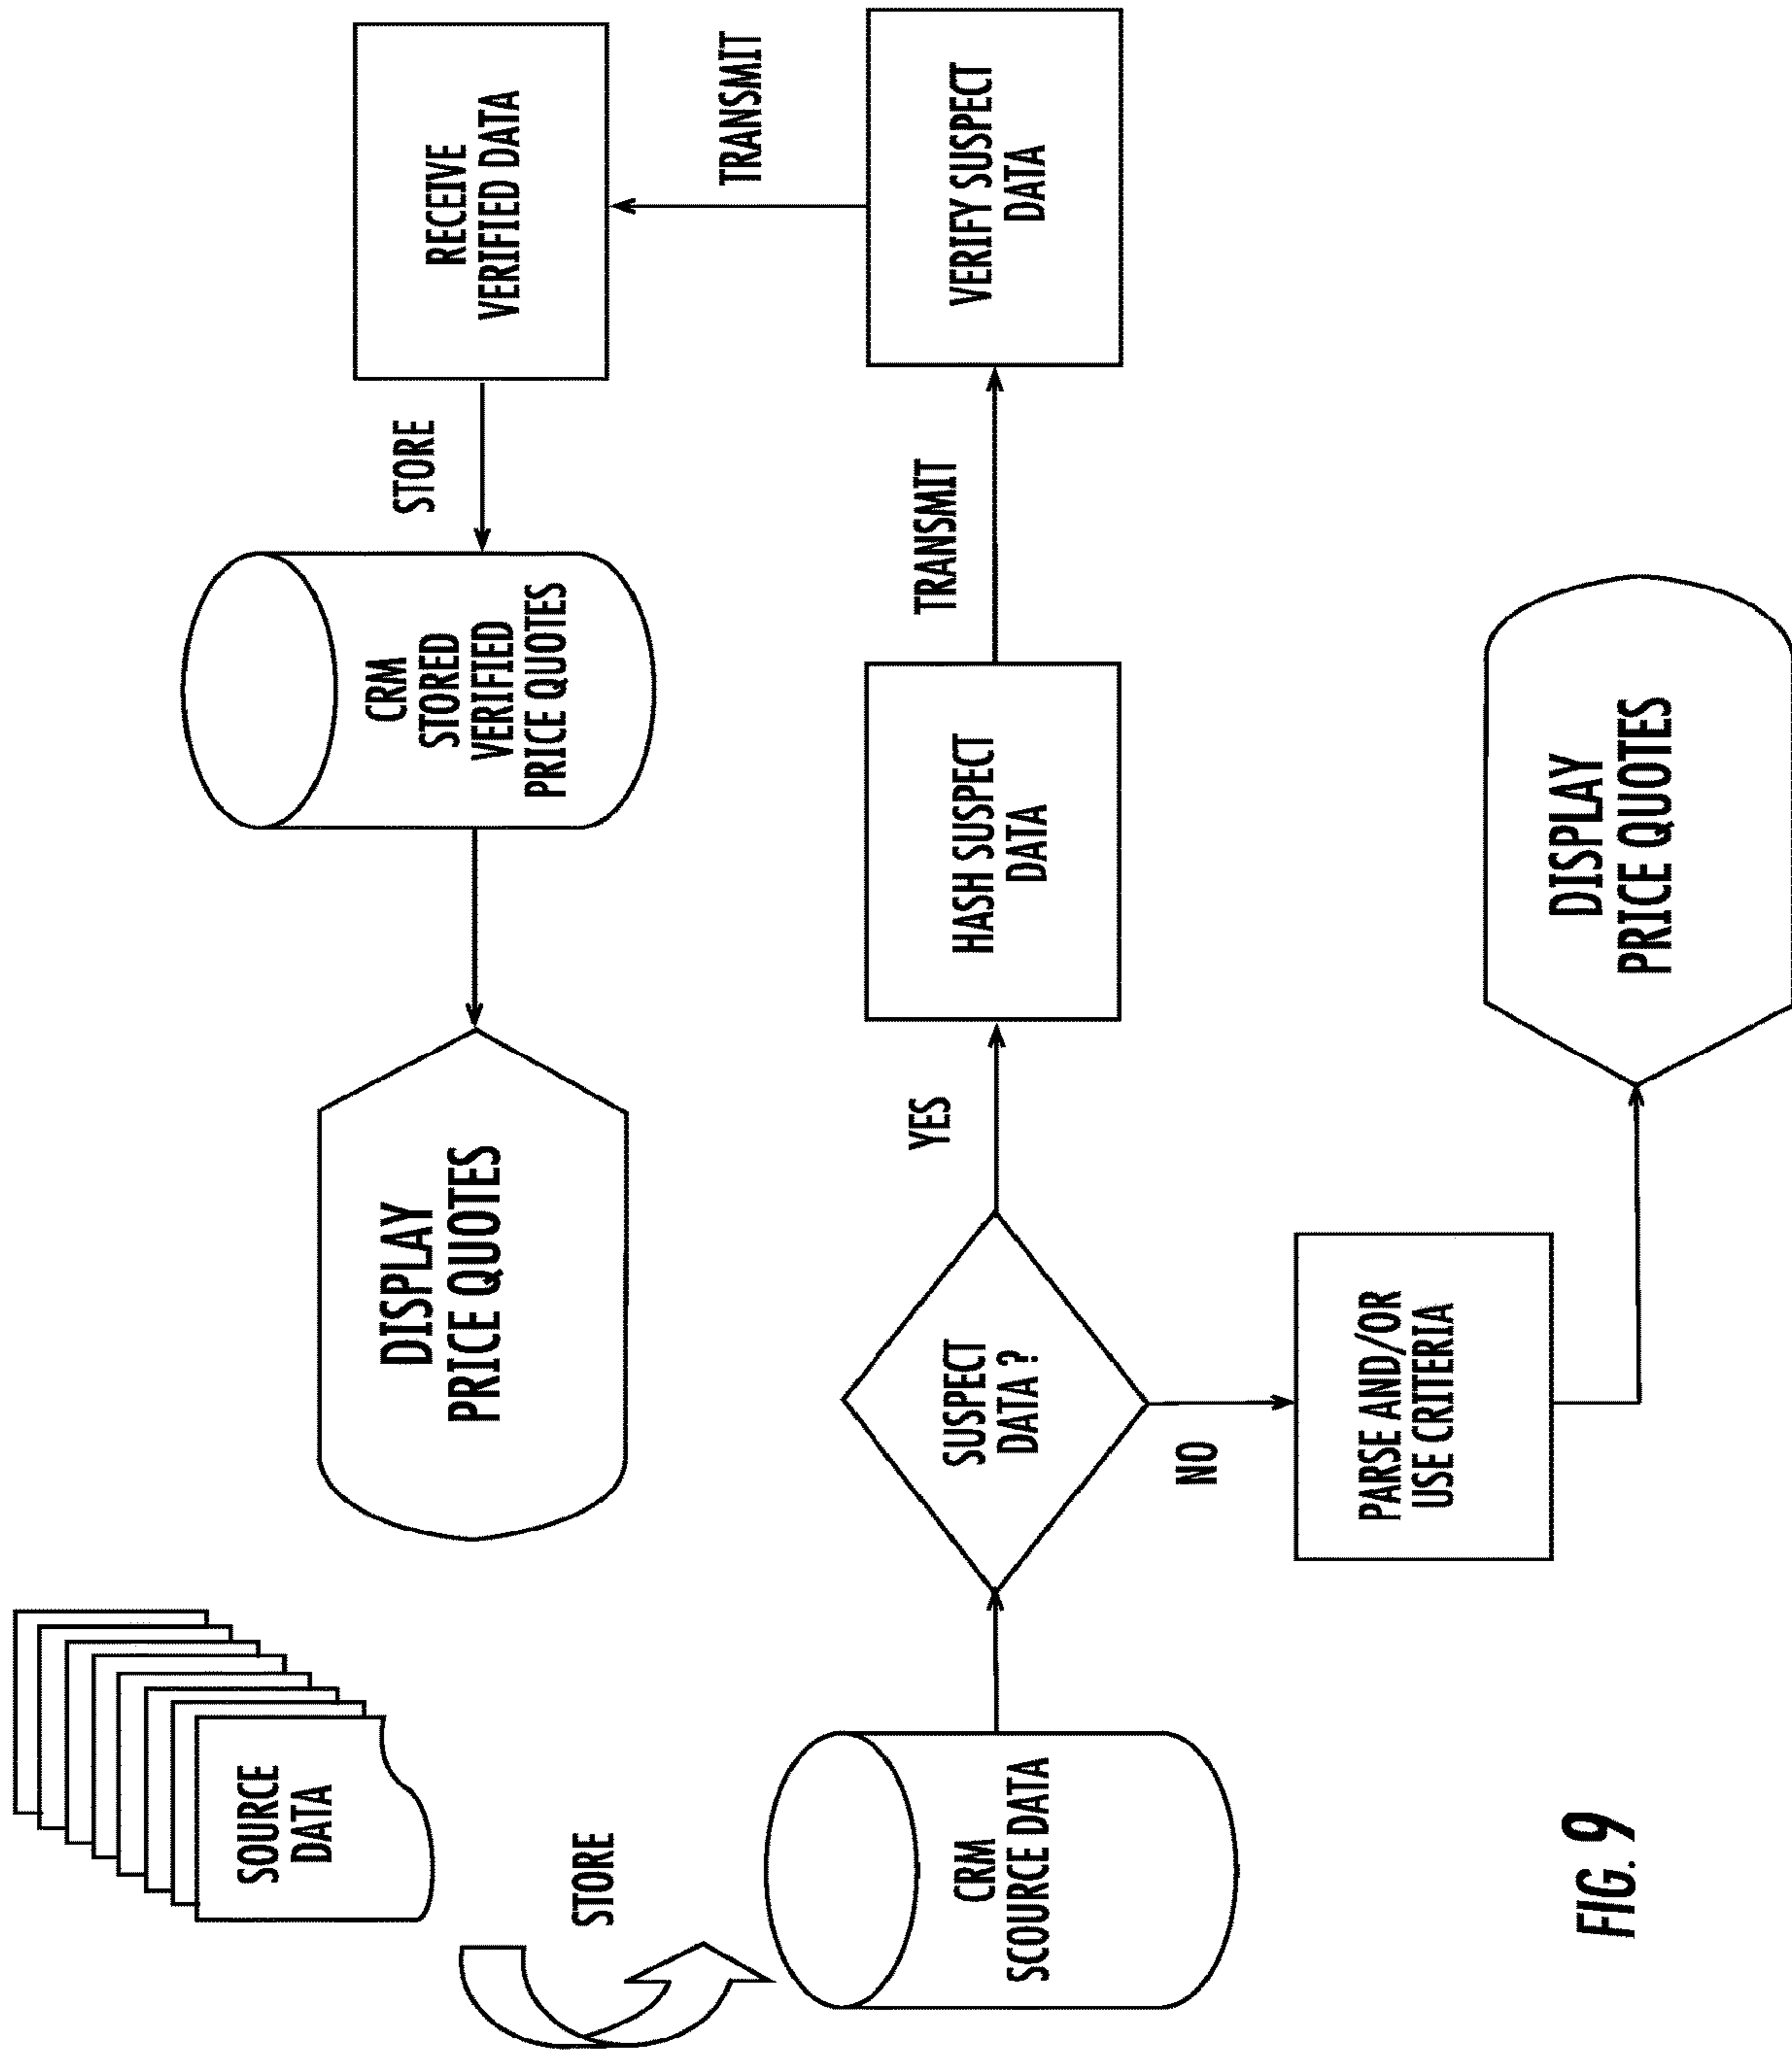 SOURCE
DATA
STORE
CRM
SCOURCE DATA
SUSPECT
DATA ?
YES
NO
HASH SUSPECT
DATA
TRANSMIT
VERIFY SUSPECT
DATA
TRANSMIT
RECEIVE
VERIFIED DATA
STORE
CRM
STORED
VERIFIED
PRICE QUOTES
DISPLAY
PRICE QUOTES
PARSE AND/OR
USE CRITERIA
DISPLAY
PRICE QUOTES
FIG. 9